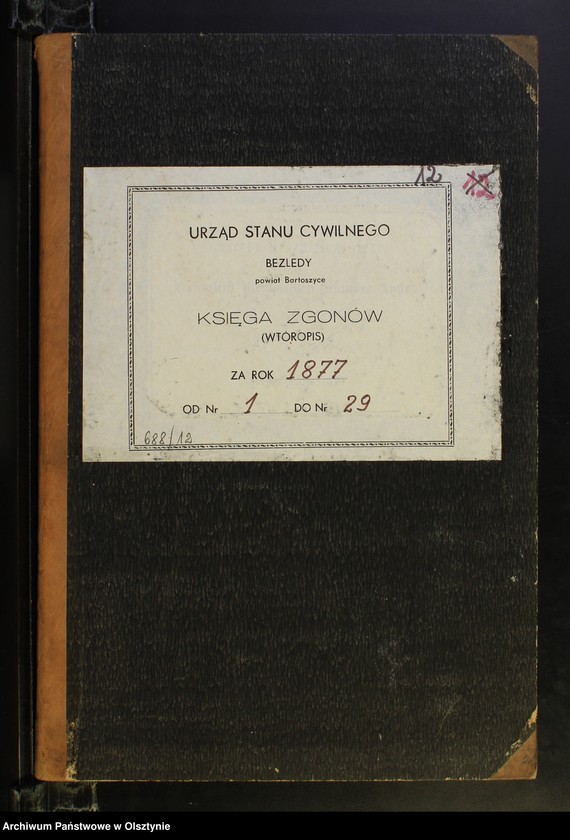 12
12
URZĄD STANU CYWILNEGO
BEZLEDY
powiat Bartoszyce
KSIĘGA ZGONÓW
(WTÓROPIS)
ZA ROK 1877
OD Nr 1 DO Nr 29
688/12
Archiwum Państwowe w Olsztynie